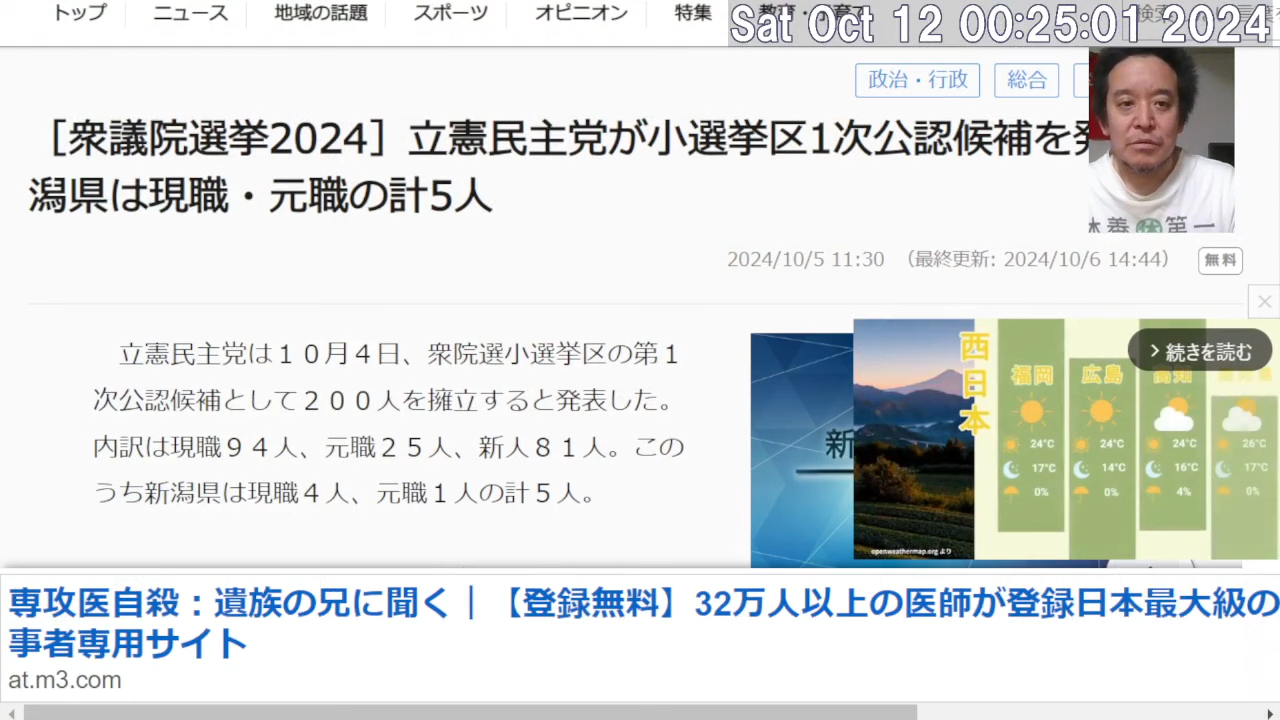 トップ ニュース 地域の話題 スポーツ オピニオン 特集
Sat Oct 12 00:25:01 2024
政治・行政 総合
［衆議院選挙2024］立憲民主党が小選挙区1次公認候補を
潟県は現職・元職の計5人
2024/10/5 11:30 （最終更新: 2024/10/6 14:44） 無料
立憲民主党は１０月４日、衆院選小選挙区の第１
次公認候補として２００人を擁立すると発表した。
内訳は現職９４人、元職２５人、新人８１人。この
うち新潟県は現職４人、元職１人の計５人。
新
西日本
続きを読む
福岡 広島 高知
24°C 24°C 24°C 26°C
17°C 14°C 16°C 17°C
0% 0% 4% 0%
openweathermap.org より
専攻医自殺：遺族の兄に聞く｜【登録無料】32万人以上の医師が登録日本最大級の
事者専用サイト
at.m3.com